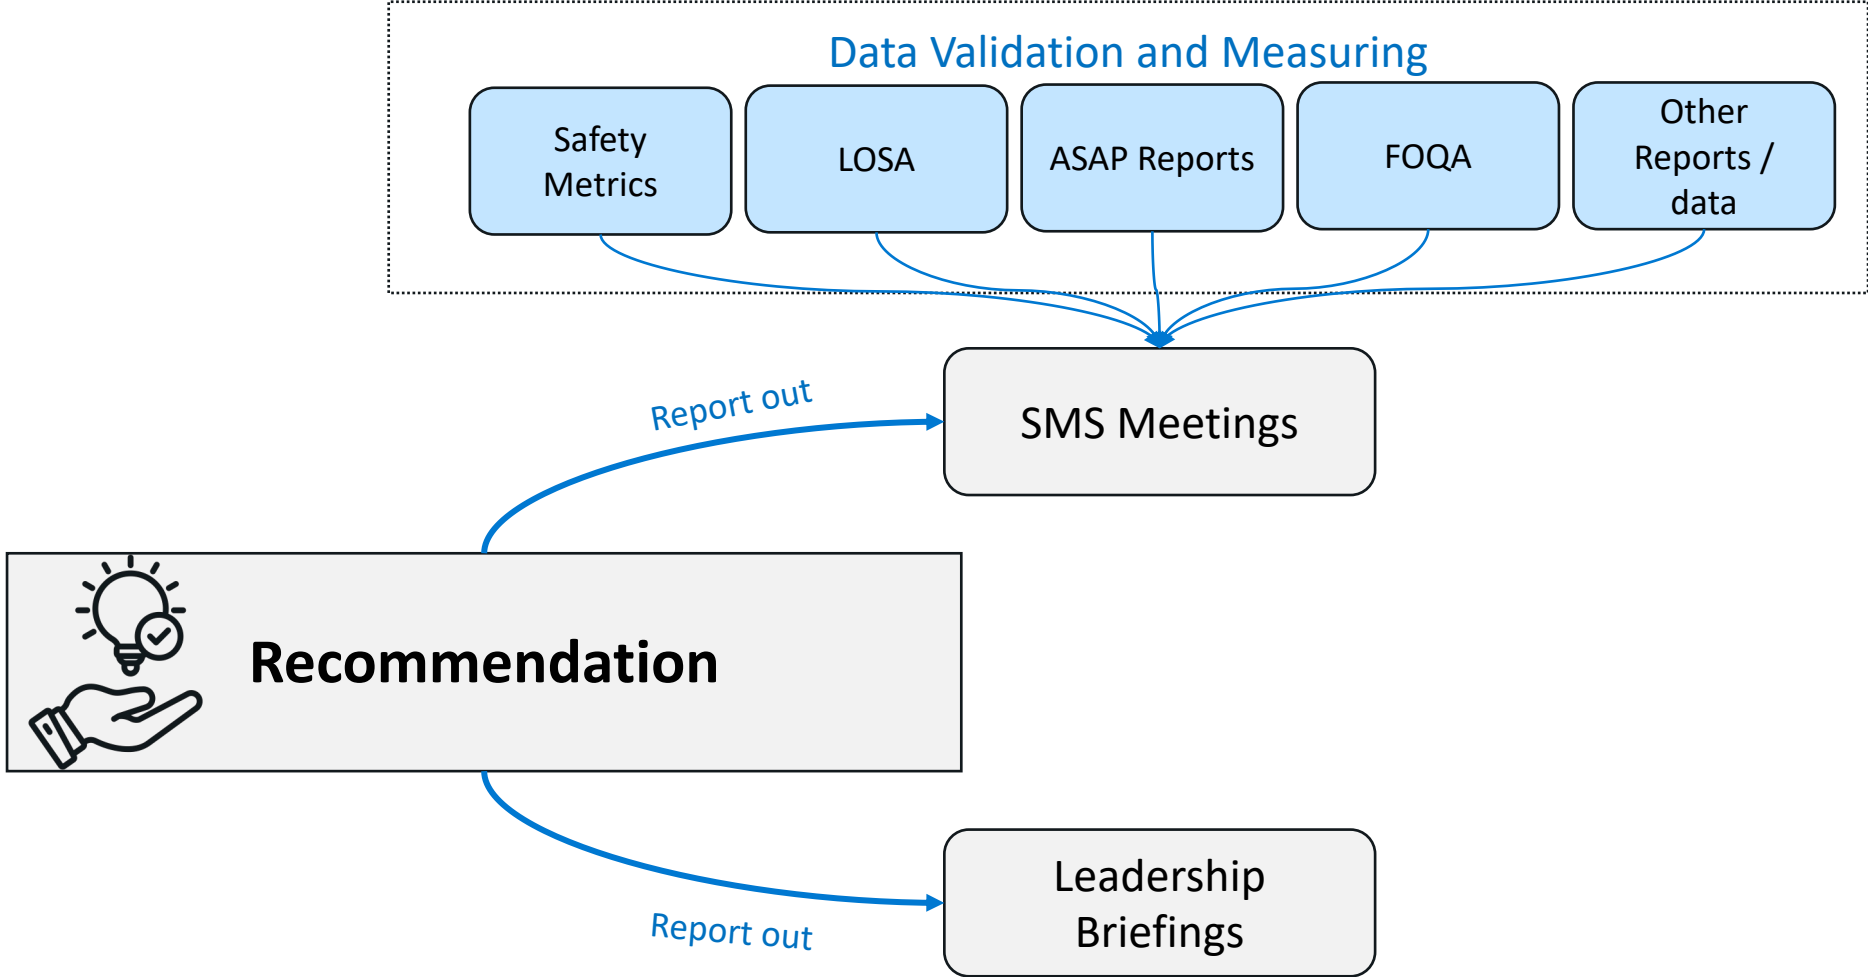 Data Validation and Measuring
Safety
Metrics
LOSA
ASAP Reports
FOQA
Other
Reports /
data
Report out
SMS Meetings
Recommendation
Report out
Leadership
Briefings